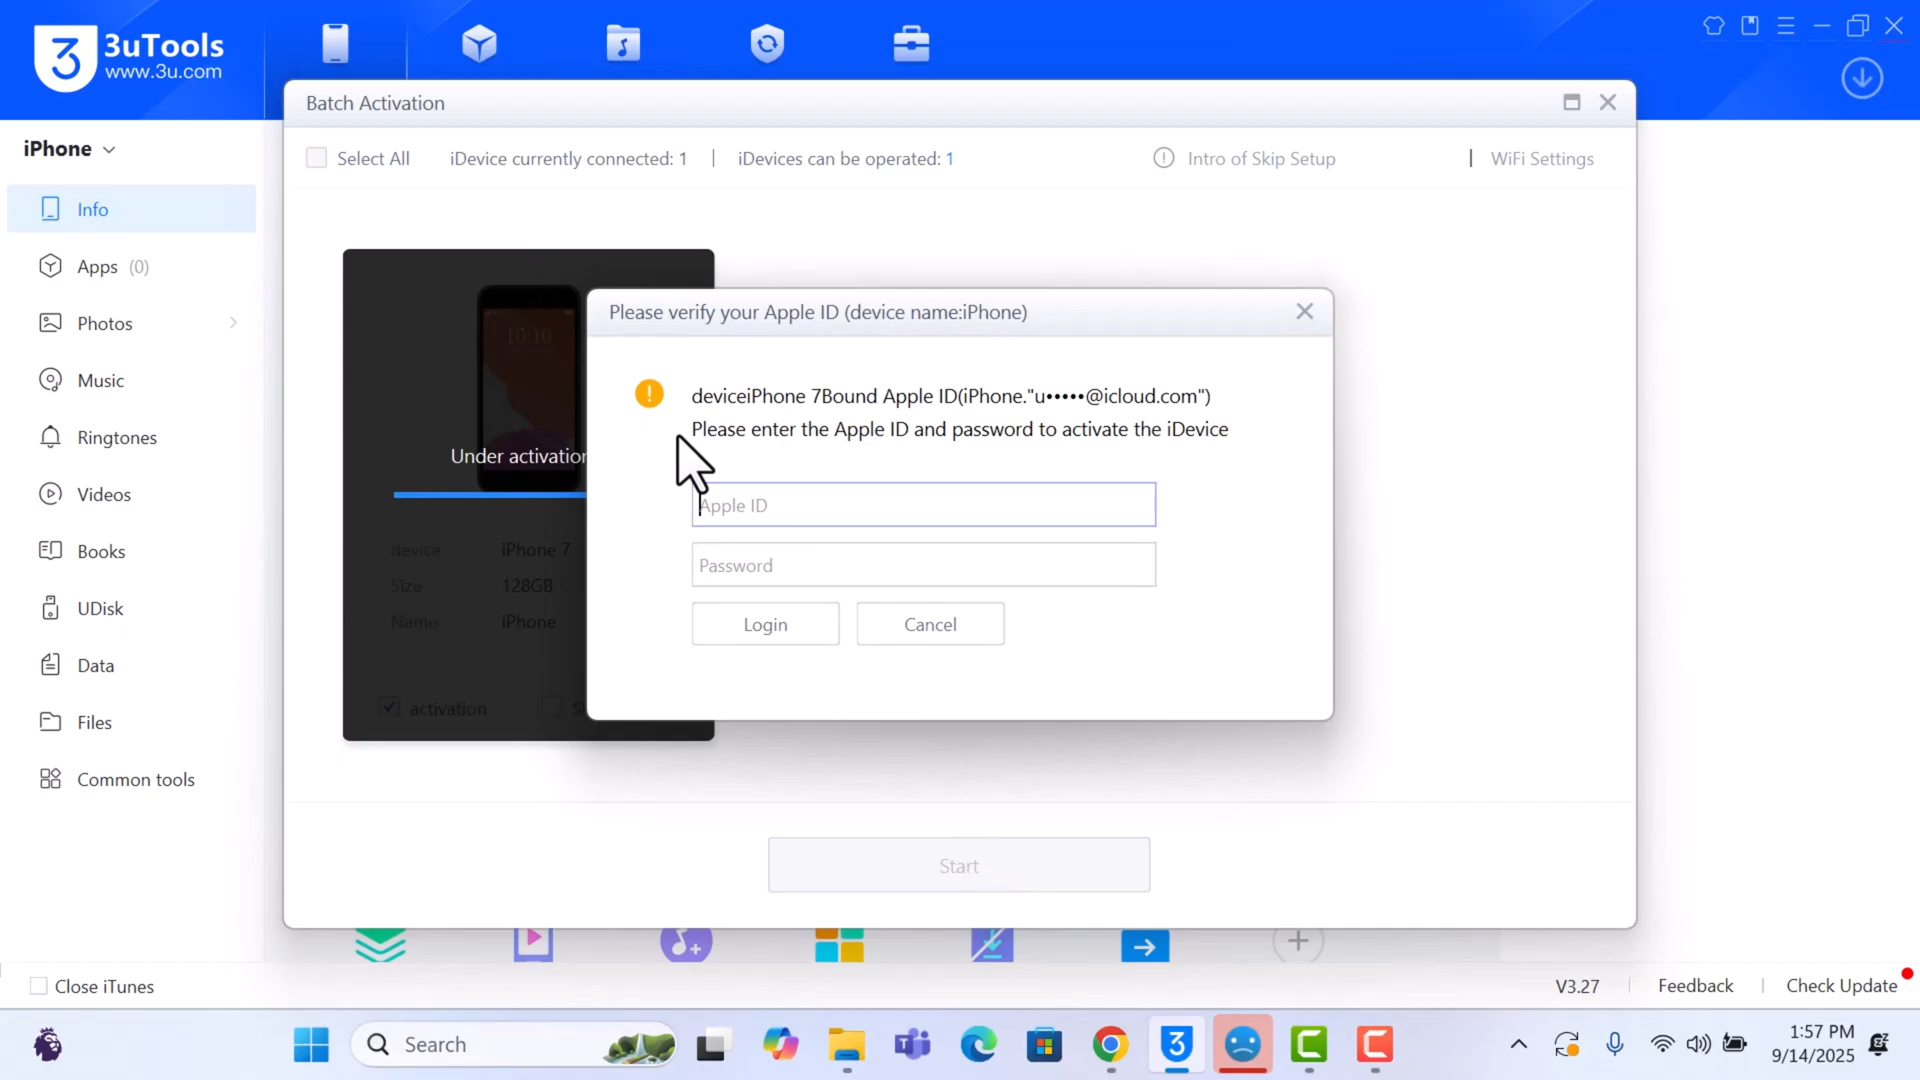 3 3uTools
www.3u.com
Batch Activation
Select All
iDevice currently connected: 1
iDevices can be operated: 1
Intro of Skip Setup
WiFi Settings
iPhone
Info
Apps (0)
Photos
Music
Ringtones
Videos
Books
UDisk
Data
Files
Common tools
10:10
Under activation
device iPhone 7
Size 128GB
Name iPhone
activation
Please verify your Apple ID (device name:iPhone)
deviceiPhone 7Bound Apple ID(iPhone."u•••••@icloud.com")
Please enter the Apple ID and password to activate the iDevice
Apple ID
Password
Login
Cancel
Start
Close iTunes
V3.27
Feedback
Check Update
Search
1:57 PM
9/14/2025